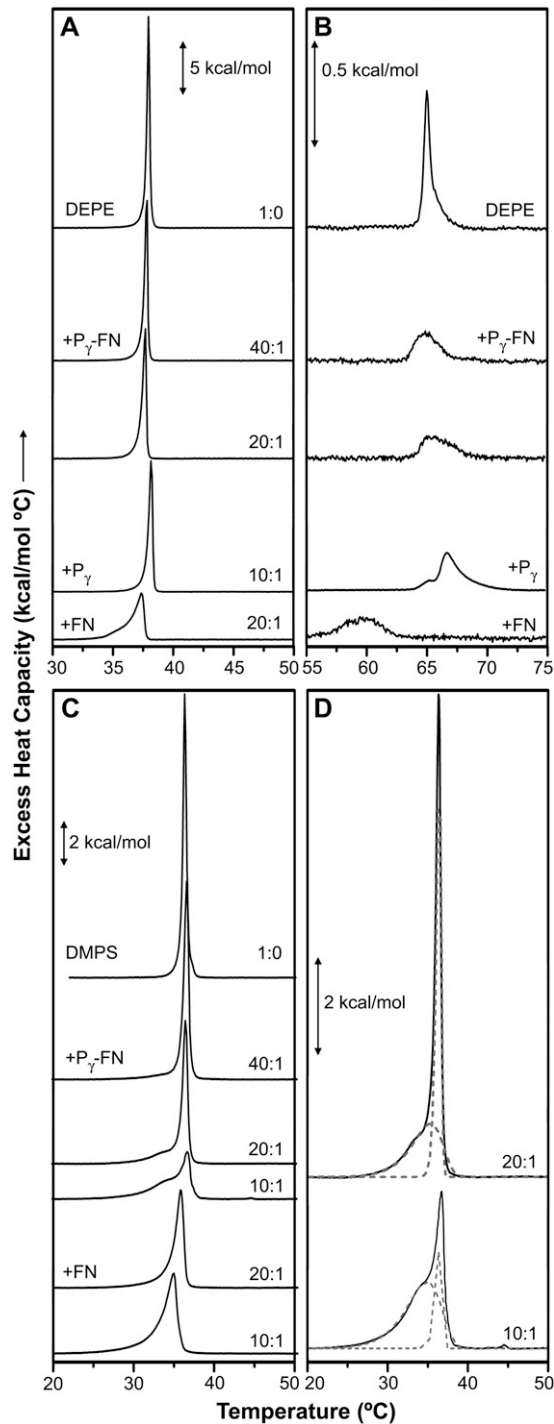 A
5 kcal/mol
DEPE
1:0
+Pγ-FN
40:1
20:1
+Pγ
10:1
+FN
20:1
30 35 40 45 50
B
0.5 kcal/mol
DEPE
+Pγ-FN
+Pγ
+FN
55 60 65 70 75
Excess Heat Capacity (kcal/mol ºC)
C
2 kcal/mol
DMPS
1:0
+Pγ-FN
40:1
20:1
10:1
+FN
20:1
10:1
20 30 40 50
D
2 kcal/mol
20:1
10:1
20 30 40 50
Temperature (ºC)